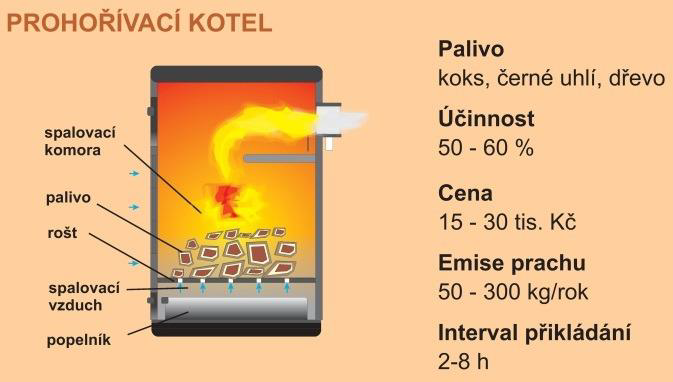 PROHOŘÍVACÍ KOTEL
spalovací
komora
palivo
rošt
spalovací
vzduch
popelník
Palivo
koks, černé uhlí, dřevo
Účinnost
50 - 60 %
Cena
15 - 30 tis. Kč
Emise prachu
50 - 300 kg/rok
Interval přikládání
2-8 h